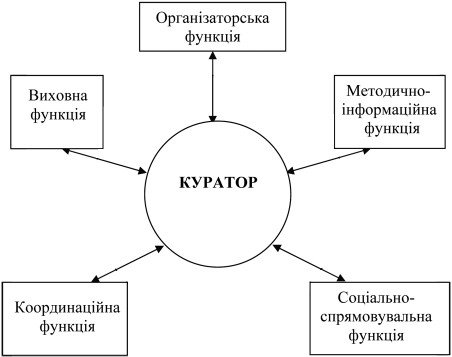 Організаторська
функція
Виховна
функція
Методично-
інформаційна
функція
КУРАТОР
Координаційна
функція
Соціально-
спрямовувальна
функція